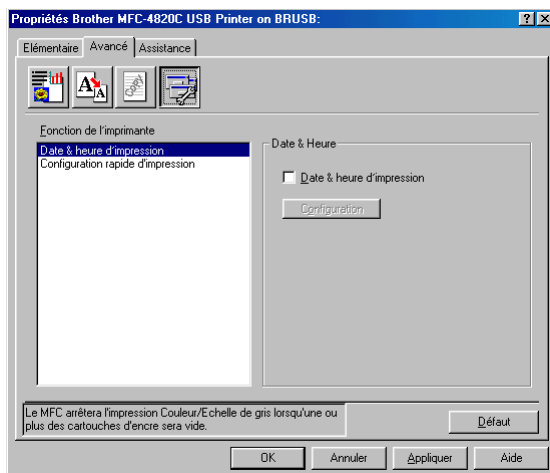 Propriétés Brother MFC-4820C USB Printer on BRUSB:
Elémentaire Avancé Assistance
Copy
Fonction de l'imprimante
Date & heure d'impression
Configuration rapide d'impression
Date & Heure
Date & heure d'impression
Configuration
Le MFC arrêtera l'impression Couleur/Echelle de
gris lorsqu'une ou
plus des cartouches d'encre sera vide.
Défaut
OK Annuler Appliquer Aide